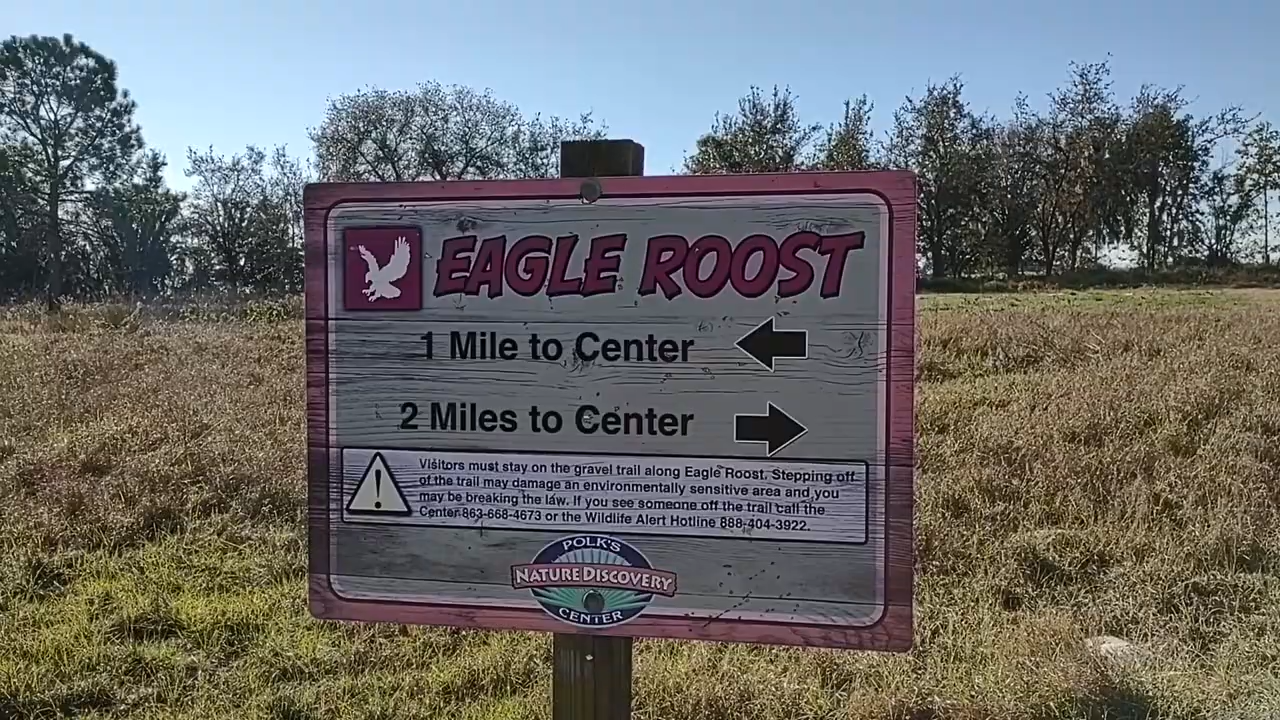 EAGLE ROOST
1 Mile to Center
2 Miles to Center
Visitors must stay on the gravel trail along Eagle Roost. Stepping off
of the trail may damage an environmentally sensitive area and you
may be breaking the law. If you see someone off the trail call the
Center 863-668-4673 or the Wildlife Alert Hotline 888-404-3922.
POLK'S
NATURE DISCOVERY
CENTER